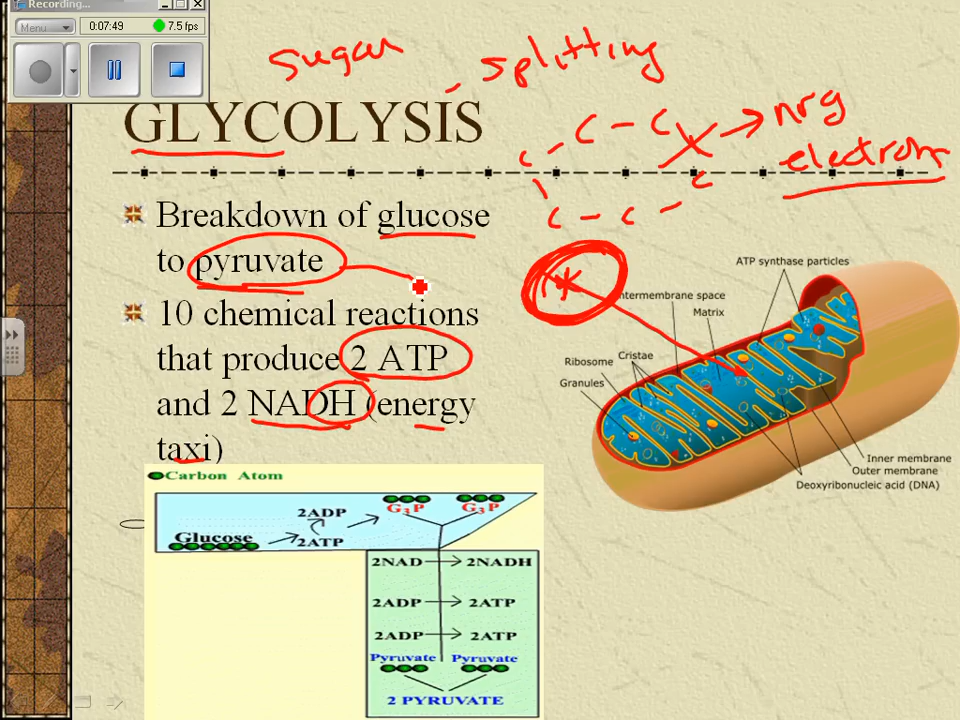 Recording...
Menu
0:07:49
7.5 fps
sugar
- splitting
GLYCOLYSIS
C - C
nrg
C
electrons
C
C - C
Breakdown of glucose
to pyruvate
10 chemical reactions
that produce 2 ATP
and 2 NADH (energy
taxi)
ATP synthase particles
Intermembrane space
Matrix
Ribosome
Cristae
Granules
Inner membrane
Outer membrane
Deoxyribonucleic acid (DNA)
Carbon Atom
2ADP
G3P
G3P
Glucose
2ATP
2NAD
2NADH
2ADP
2ATP
2ADP
2ATP
Pyruvate
Pyruvate
2 PYRUVATE